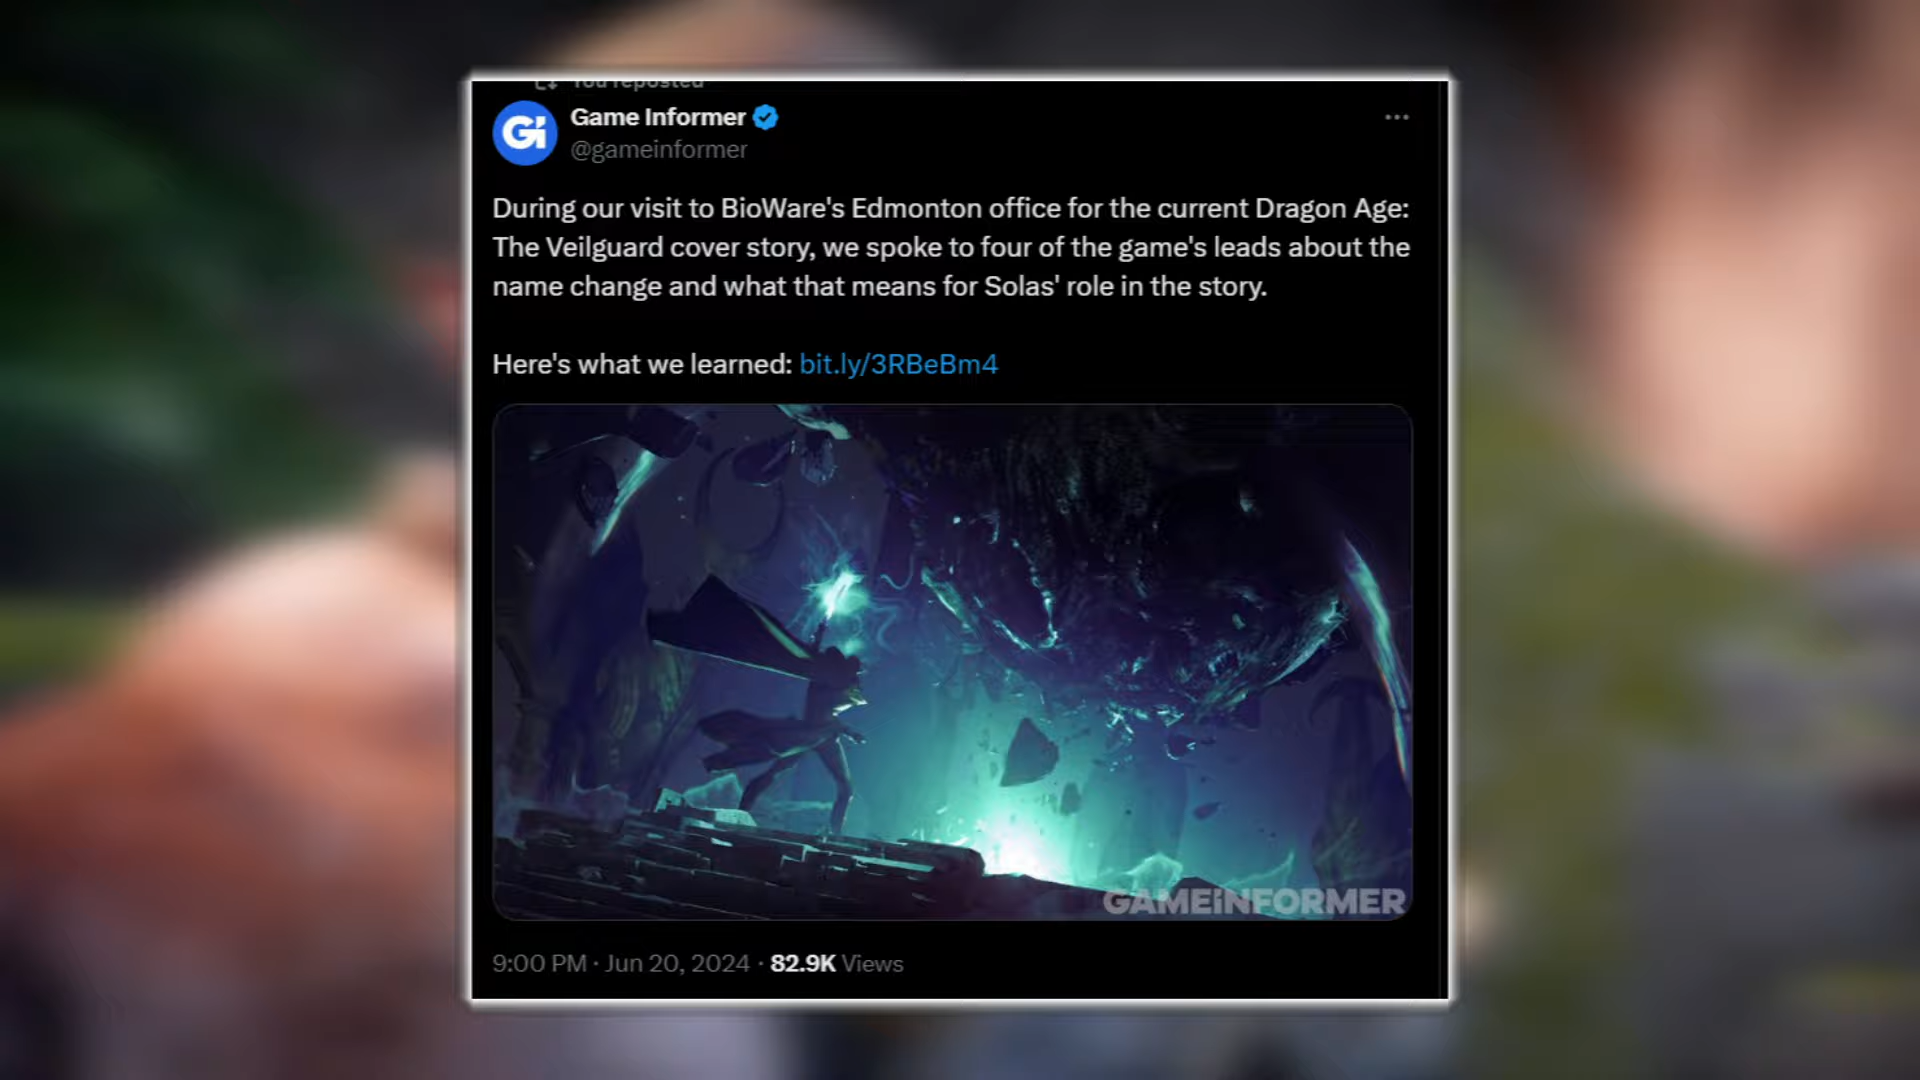 You reposted
Gi
Game Informer
@gameinformer
During our visit to BioWare's Edmonton office for the current Dragon Age:
The Veilguard cover story, we spoke to four of the game's leads about the
name change and what that means for Solas' role in the story.
Here's what we learned: bit.ly/3RBeBm4
GAMEINFORMER
9:00 PM · Jun 20, 2024 · 82.9K Views